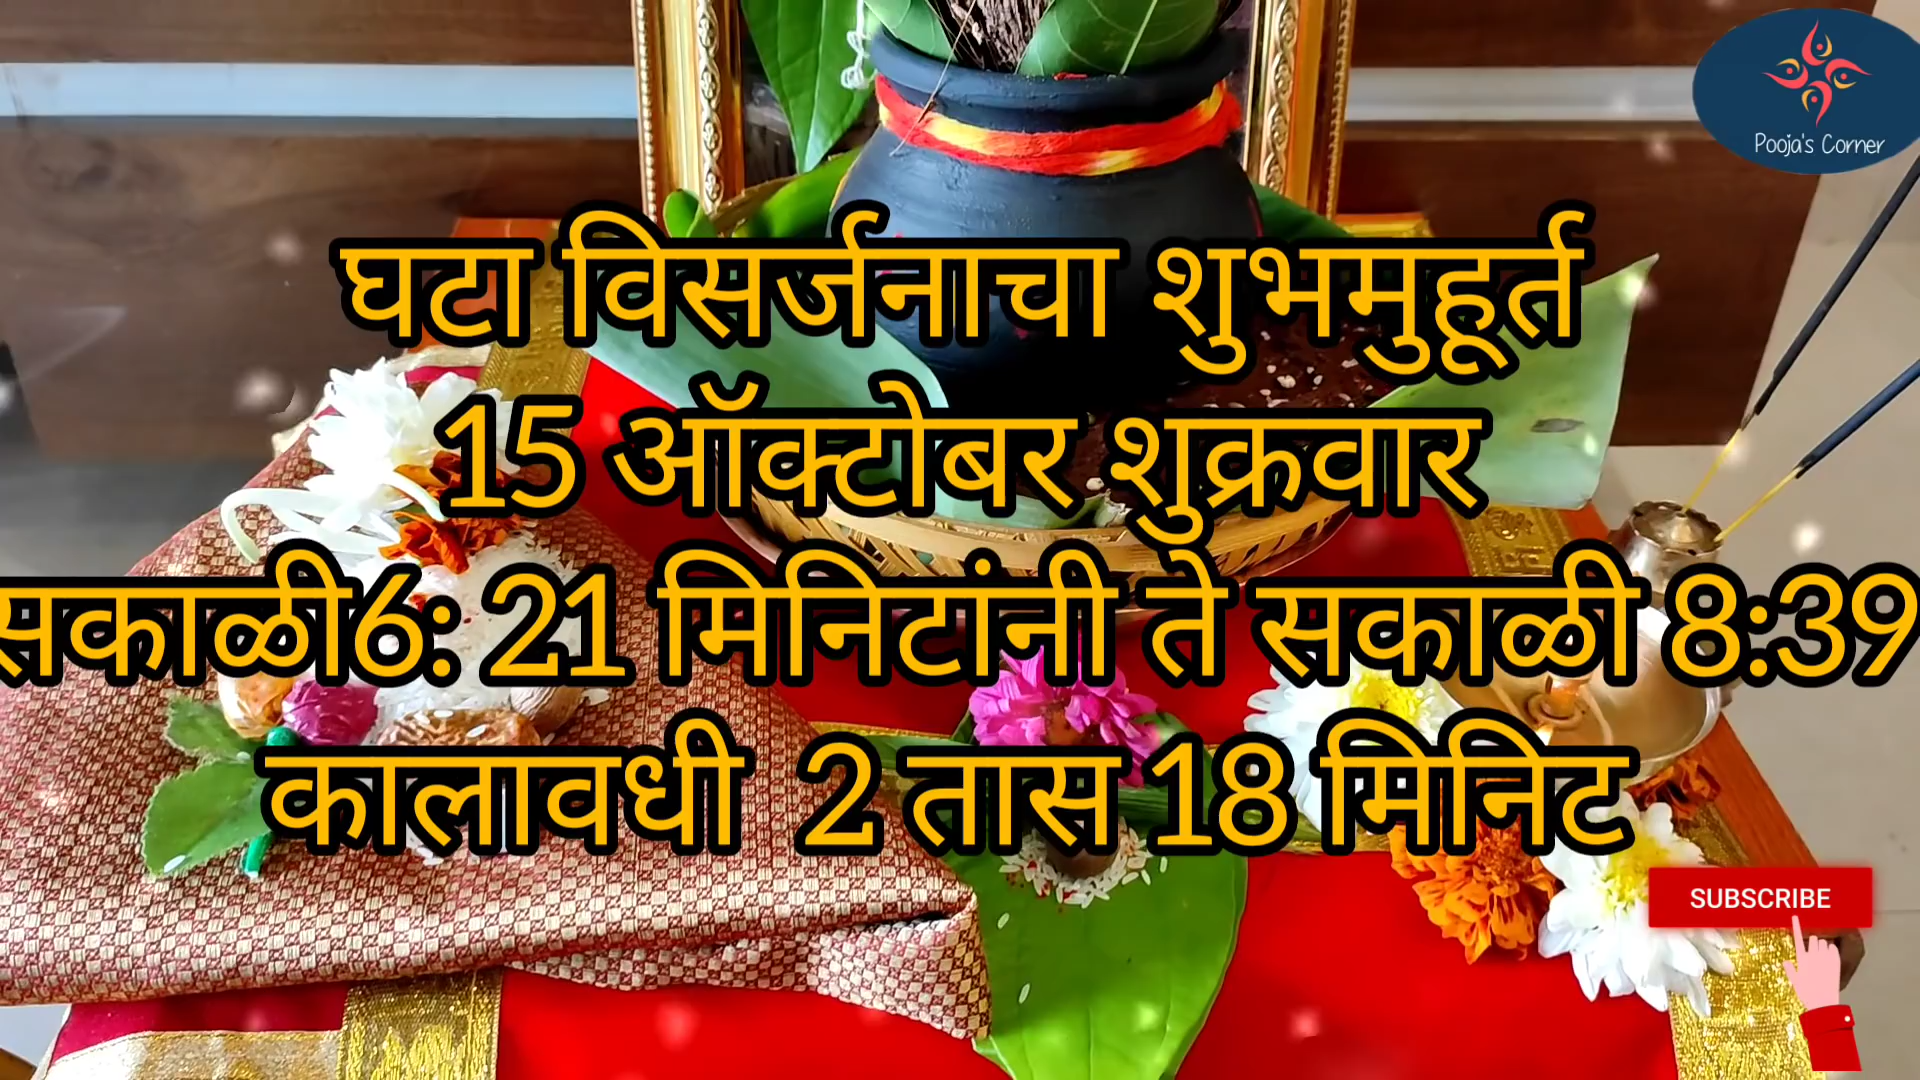 Pooja's Corner
घटा विसर्जनाचा शुभमुहूर्त
15 ऑक्टोबर शुक्रवार
सकाळी6: 21 मिनिटांनी ते सकाळी 8:39
कालावधी 2 तास 18 मिनिट
SUBSCRIBE